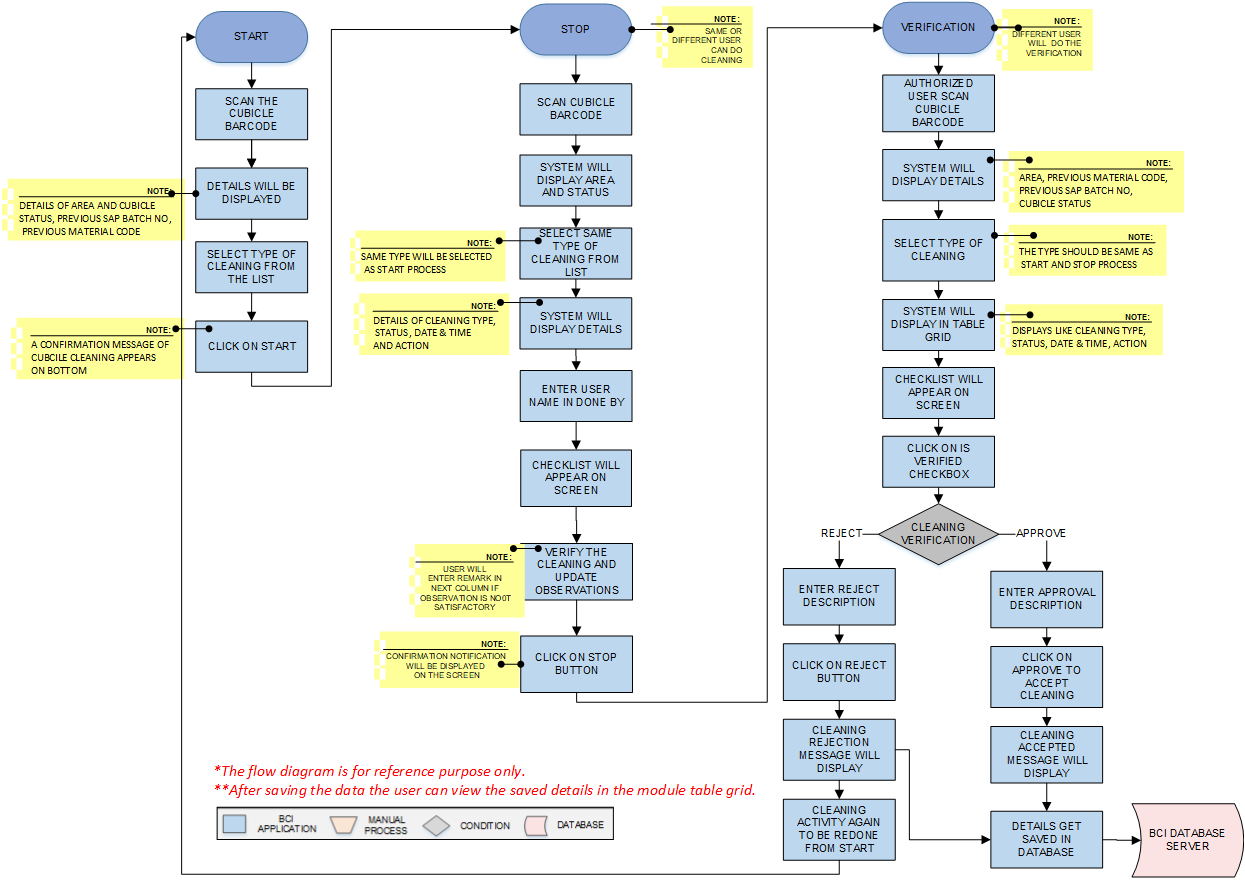 START
SCAN THE
CUBICLE
BARCODE
DETAILS WILL BE
DISPLAYED
NOTE:
DETAILS OF AREA AND CUBICLE
STATUS, PREVIOUS SAP BATCH NO,
PREVIOUS MATERIAL CODE
SELECT TYPE OF
CLEANING FROM
THE LIST
CLICK ON START
NOTE:
A CONFIRMATION MESSAGE OF
CUBCILE CLEANING APPEARS
ON BOTTOM
STOP
NOTE:
SAME OR
DIFFERENT USER
CAN DO
CLEANING
SCAN CUBICLE
BARCODE
SYSTEM WILL
DISPLAY AREA
AND STATUS
SELECT SAME
TYPE OF
CLEANING FROM
LIST
NOTE:
SAME TYPE WILL BE SELECTED
AS START PROCESS
SYSTEM WILL
DISPLAY DETAILS
NOTE:
DETAILS OF CLEANING TYPE,
STATUS, DATE & TIME
AND ACTION
ENTER USER
NAME IN DONE BY
CHECKLIST WILL
APPEAR ON
SCREEN
VERIFY THE
CLEANING AND
UPDATE
OBSERVATIONS
NOTE:
USER WILL
ENTER REMARK IN
NEXT COLUMN IF
OBSERVATION IS NO0T
SATISFACTORY
CLICK ON STOP
BUTTON
NOTE:
CONFIRMATION NOTIFICATION
WILL BE DISPLAYED
ON THE SCREEN
VERIFICATION
NOTE:
DIFFERENT USER
WILL DO THE
VERIFICATION
AUTHORIZED
USER SCAN
CUBICLE
BARCODE
SYSTEM WILL
DISPLAY DETAILS
NOTE:
AREA, PREVIOUS MATERIAL CODE,
PREVIOUS SAP BATCH NO,
CUBICLE STATUS
SELECT TYPE OF
CLEANING
NOTE:
THE TYPE SHOULD BE SAME AS
START AND STOP PROCESS
SYSTEM WILL
DISPLAY IN TABLE
GRID
NOTE:
DISPLAYS LIKE CLEANING TYPE,
STATUS, DATE & TIME, ACTION
CHECKLIST WILL
APPEAR ON
SCREEN
CLICK ON IS
VERIFIED
CHECKBOX
CLEANING
VERIFICATION
REJECT
APPROVE
ENTER REJECT
DESCRIPTION
CLICK ON REJECT
BUTTON
CLEANING
REJECTION
MESSAGE WILL
DISPLAY
CLEANING
ACTIVITY AGAIN
TO BE REDONE
FROM START
ENTER APPROVAL
DESCRIPTION
CLICK ON
APPROVE TO
ACCEPT
CLEANING
CLEANING
ACCEPTED
MESSAGE WILL
DISPLAY
DETAILS GET
SAVED IN
DATABASE
BCI DATABASE
SERVER
*The flow diagram is for reference purpose only.
**After saving the data the user can view the saved details in the module table grid.
BCI
APPLICATION
MANUAL
PROCESS
CONDITION
DATABASE